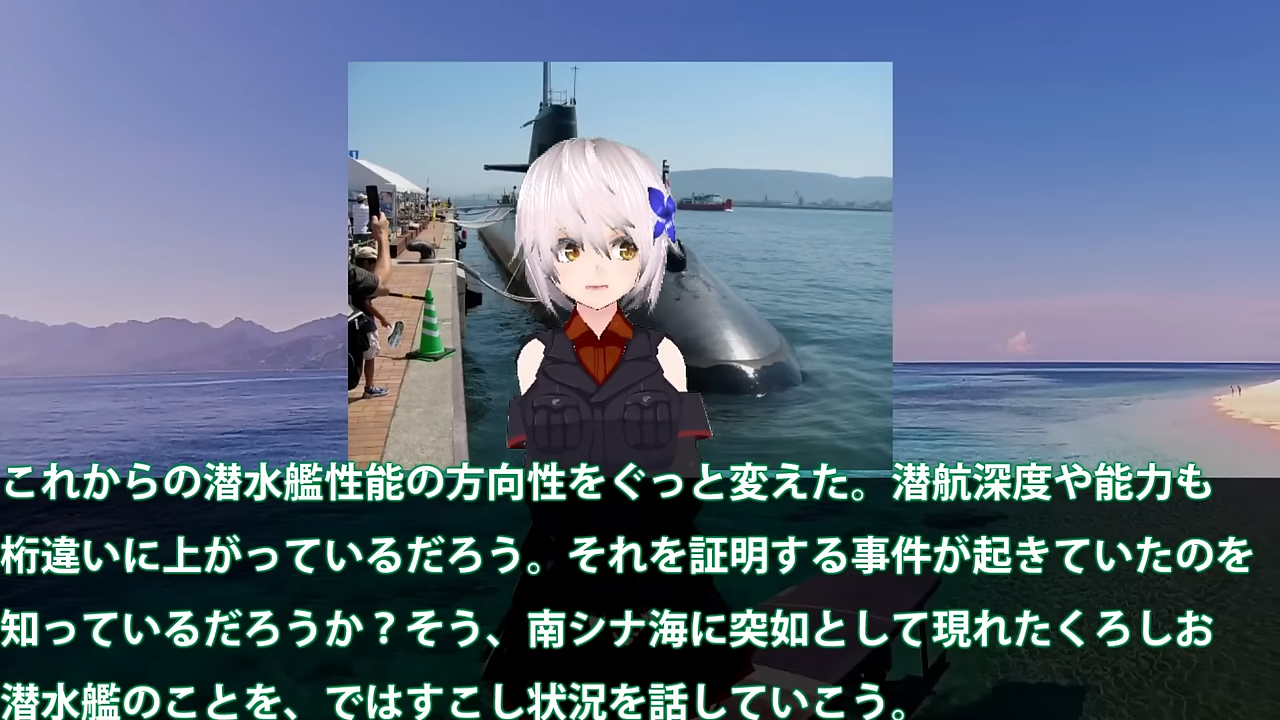 これからの潜水艦性能の方向性をぐっと変えた。潜航深度や能力も
桁違いに上がっているだろう。それを証明する事件が起きていたのを
知っているだろうか？そう、南シナ海に突如として現れたくろしお
潜水艦のことを、ではすこし状況を話していこう。